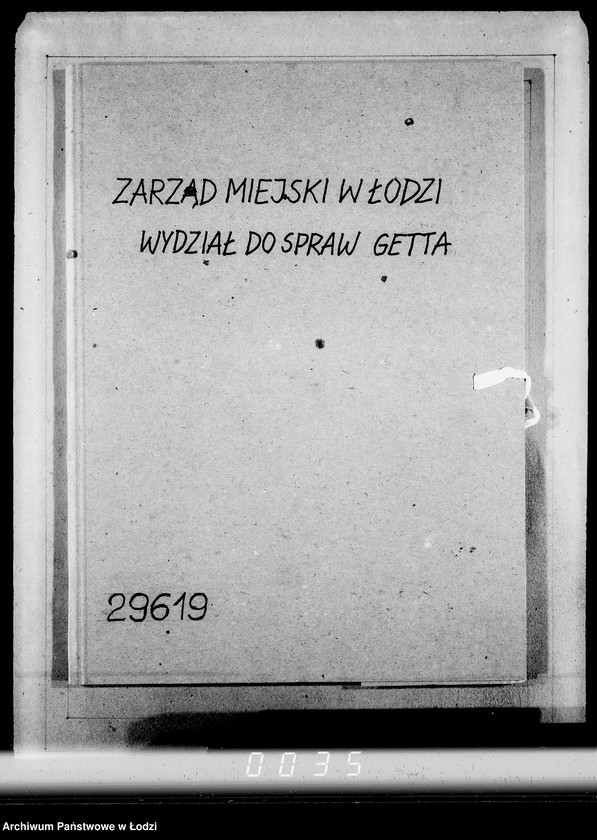 ZARZĄD MIEJSKI W ŁODZI
WYDZIAŁ DO SPRAW GETTA
29619
0035
Archiwum Państwowe w Łodzi